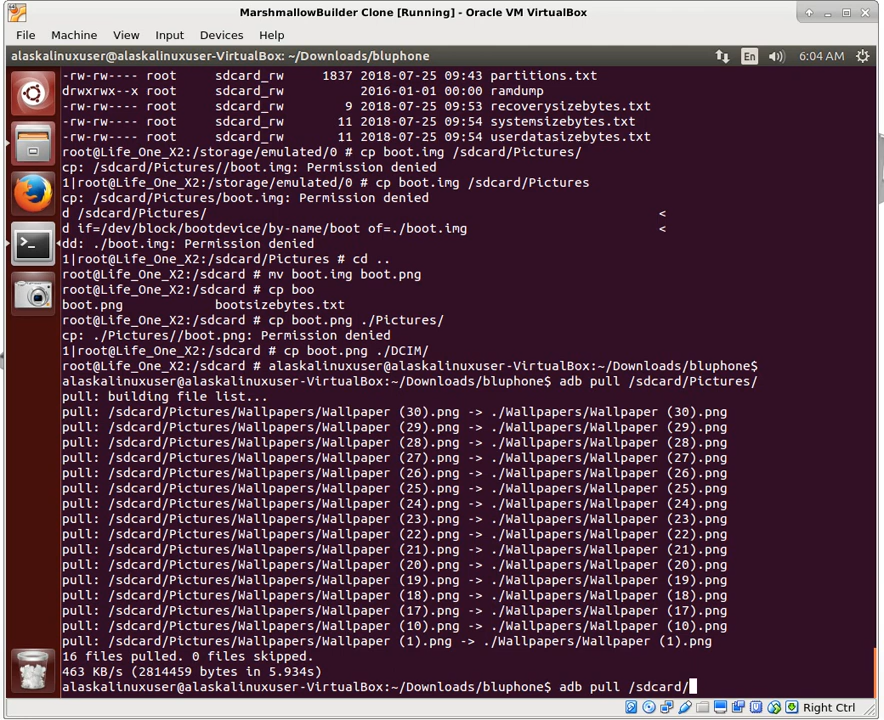 MarshmallowBuilder Clone [Running] - Oracle VM VirtualBox
File Machine View Input Devices Help
alaskalinuxuser@alaskalinuxuser-VirtualBox: ~/Downloads/bluphone En 6:04 AM
-rw-rw---- root sdcard_rw 1837 2018-07-25 09:43 partitions.txt
drwxrwx--x root sdcard_rw 2016-01-01 00:00 ramdump
-rw-rw---- root sdcard_rw 9 2018-07-25 09:53 recoverysizebytes.txt
-rw-rw---- root sdcard_rw 11 2018-07-25 09:54 systemsizebytes.txt
-rw-rw---- root sdcard_rw 11 2018-07-25 09:54 userdatasizebytes.txt
root@Life_One_X2:/storage/emulated/0 # cp boot.img /sdcard/Pictures/
cp: /sdcard/Pictures//boot.img: Permission denied
1|root@Life_One_X2:/storage/emulated/0 # cp boot.img /sdcard/Pictures
cp: /sdcard/Pictures/boot.img: Permission denied
d /sdcard/Pictures/ <
d if=/dev/block/bootdevice/by-name/boot of=./boot.img <
dd: ./boot.img: Permission denied
1|root@Life_One_X2:/sdcard/Pictures # cd ..
root@Life_One_X2:/sdcard # mv boot.img boot.png
root@Life_One_X2:/sdcard # cp boo
boot.png bootsizebytes.txt
root@Life_One_X2:/sdcard # cp boot.png ./Pictures/
cp: ./Pictures//boot.png: Permission denied
1|root@Life_One_X2:/sdcard # cp boot.png ./DCIM/
root@Life_One_X2:/sdcard # alaskalinuxuser@alaskalinuxuser-VirtualBox:~/Downloads/bluphone$
alaskalinuxuser@alaskalinuxuser-VirtualBox:~/Downloads/bluphone$ adb pull /sdcard/Pictures/
pull: building file list...
pull: /sdcard/Pictures/Wallpapers/Wallpaper (30).png -> ./Wallpapers/Wallpaper (30).png
pull: /sdcard/Pictures/Wallpapers/Wallpaper (29).png -> ./Wallpapers/Wallpaper (29).png
pull: /sdcard/Pictures/Wallpapers/Wallpaper (28).png -> ./Wallpapers/Wallpaper (28).png
pull: /sdcard/Pictures/Wallpapers/Wallpaper (27).png -> ./Wallpapers/Wallpaper (27).png
pull: /sdcard/Pictures/Wallpapers/Wallpaper (26).png -> ./Wallpapers/Wallpaper (26).png
pull: /sdcard/Pictures/Wallpapers/Wallpaper (25).png -> ./Wallpapers/Wallpaper (25).png
pull: /sdcard/Pictures/Wallpapers/Wallpaper (24).png -> ./Wallpapers/Wallpaper (24).png
pull: /sdcard/Pictures/Wallpapers/Wallpaper (23).png -> ./Wallpapers/Wallpaper (23).png
pull: /sdcard/Pictures/Wallpapers/Wallpaper (22).png -> ./Wallpapers/Wallpaper (22).png
pull: /sdcard/Pictures/Wallpapers/Wallpaper (21).png -> ./Wallpapers/Wallpaper (21).png
pull: /sdcard/Pictures/Wallpapers/Wallpaper (20).png -> ./Wallpapers/Wallpaper (20).png
pull: /sdcard/Pictures/Wallpapers/Wallpaper (19).png -> ./Wallpapers/Wallpaper (19).png
pull: /sdcard/Pictures/Wallpapers/Wallpaper (18).png -> ./Wallpapers/Wallpaper (18).png
pull: /sdcard/Pictures/Wallpapers/Wallpaper (17).png -> ./Wallpapers/Wallpaper (17).png
pull: /sdcard/Pictures/Wallpapers/Wallpaper (10).png -> ./Wallpapers/Wallpaper (10).png
pull: /sdcard/Pictures/Wallpapers/Wallpaper (1).png -> ./Wallpapers/Wallpaper (1).png
16 files pulled. 0 files skipped.
463 KB/s (2814459 bytes in 5.934s)
alaskalinuxuser@alaskalinuxuser-VirtualBox:~/Downloads/bluphone$ adb pull /sdcard/
Right Ctrl